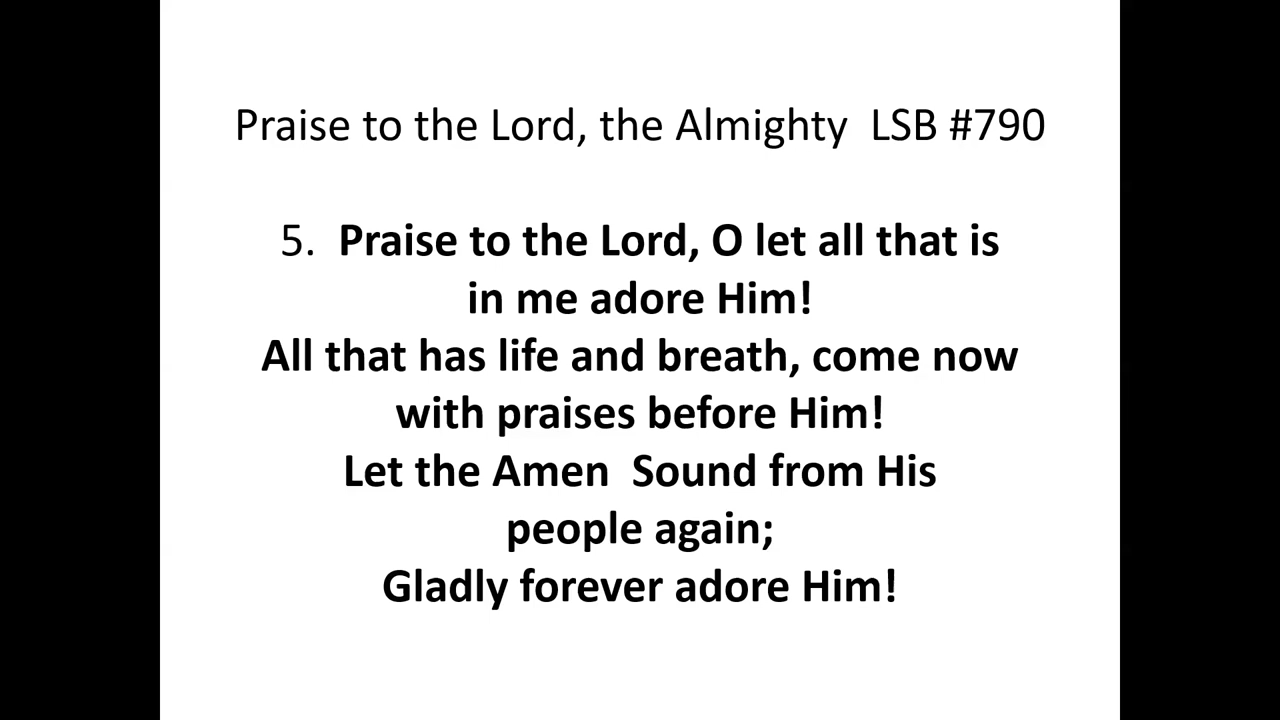 Praise to the Lord, the Almighty  LSB #790
5.  Praise to the Lord, O let all that is
in me adore Him!
All that has life and breath, come now
with praises before Him!
Let the Amen  Sound from His
people again;
Gladly forever adore Him!